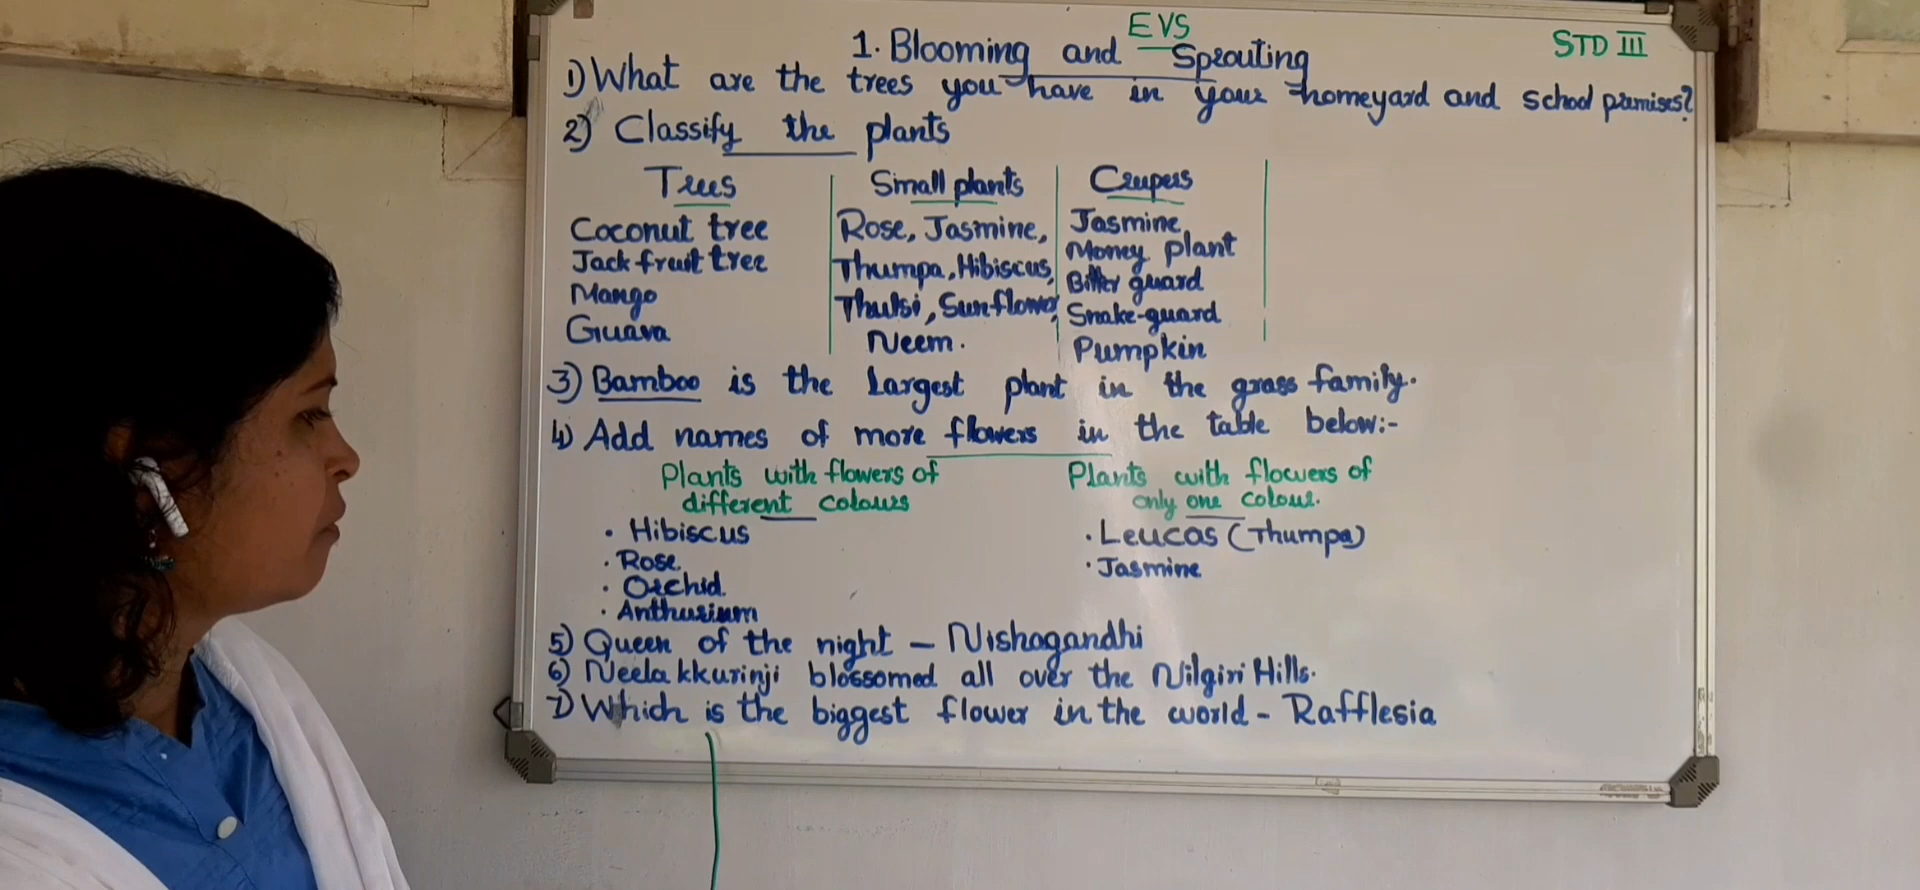 EVS
STD III
1. Blooming and Sprouting
1) What are the trees you have in your homeyard and school premises?
2) Classify the plants
Trees Small plants Creepers
Coconut tree Rose, Jasmine, Jasmine
Jack fruit tree Thumpa, Hibiscus, Money plant
Mango Thulsi, Sunflower, Bitter guard
Guava Neem. Snake-guard
Pumpkin
3) Bamboo is the largest plant in the grass family.
4) Add names of more flowers in the table below:-
Plants with flowers of Plants with flowers of
different colours only one colour.
· Hibiscus · Leucas (Thumpa)
· Rose. · Jasmine
· Orchid.
· Anthurium
5) Queen of the night – Nishagandhi
6) Neela kkurinji blossomed all over the Nilgiri Hills.
7) Which is the biggest flower in the world - Rafflesia